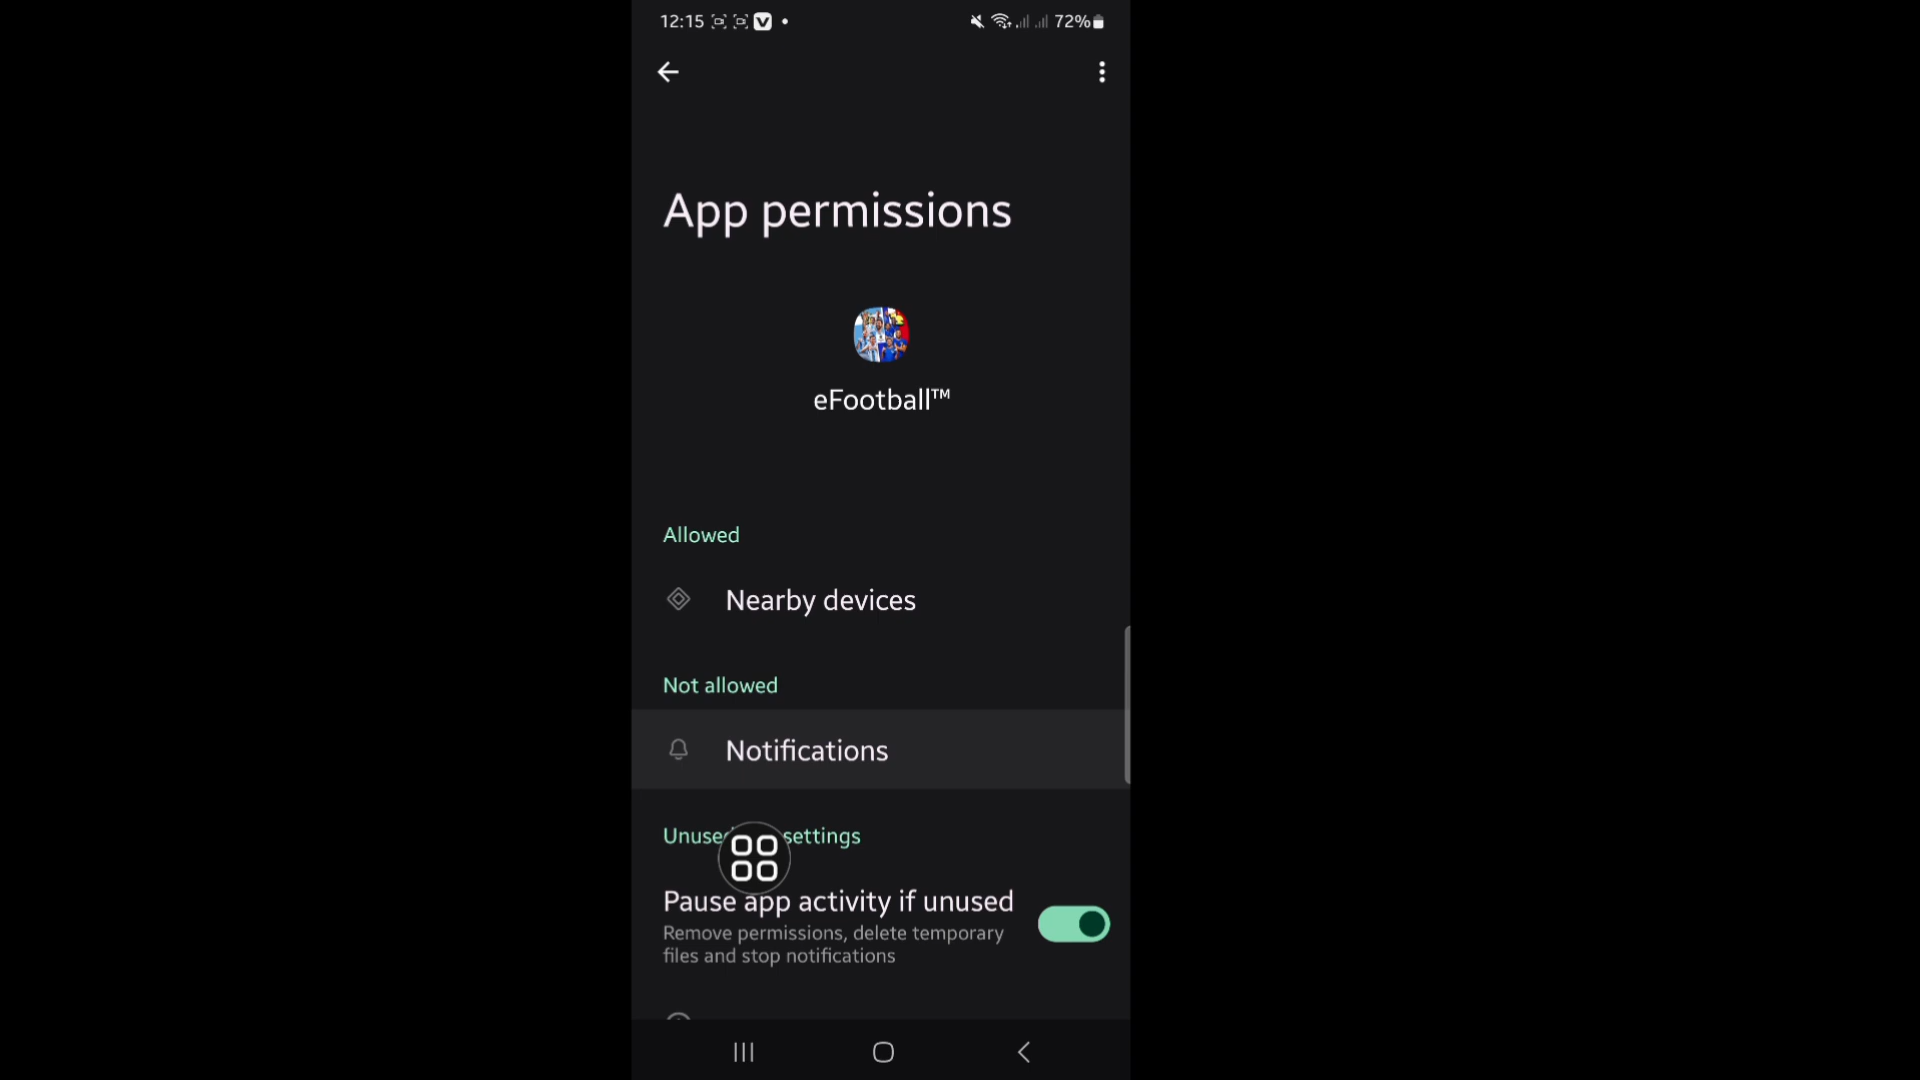 12:15
72%
App permissions
eFootball™
Allowed
Nearby devices
Not allowed
Notifications
Unused settings
Pause app activity if unused
Remove permissions, delete temporary
files and stop notifications